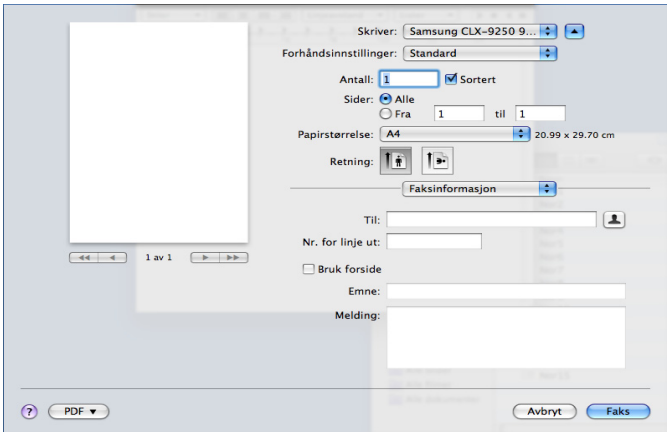 Skriver: Samsung CLX-9250 9...
Forhåndsinnstillinger: Standard
Antall: 1 Sortert
Sider: Alle
Fra 1 til 1
Papirstørrelse: A4 20.99 x 29.70 cm
Retning:
Faksinformasjon
Til:
Nr. for linje ut:
1 av 1
Bruk forside
Emne:
Melding:
? PDF Avbryt Faks